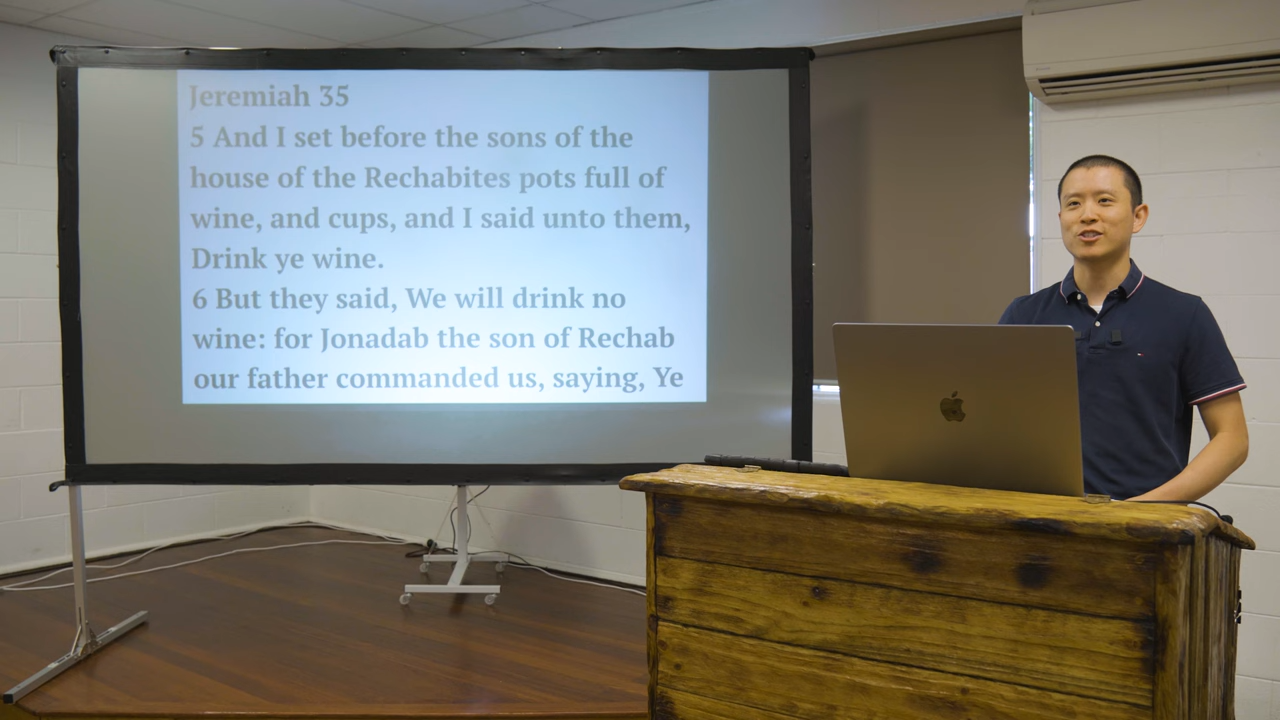 Jeremiah 35
5 And I set before the sons of the
house of the Rechabites pots full of
wine, and cups, and I said unto them,
Drink ye wine.
6 But they said, We will drink no
wine: for Jonadab the son of Rechab
our father commanded us, saying, Ye